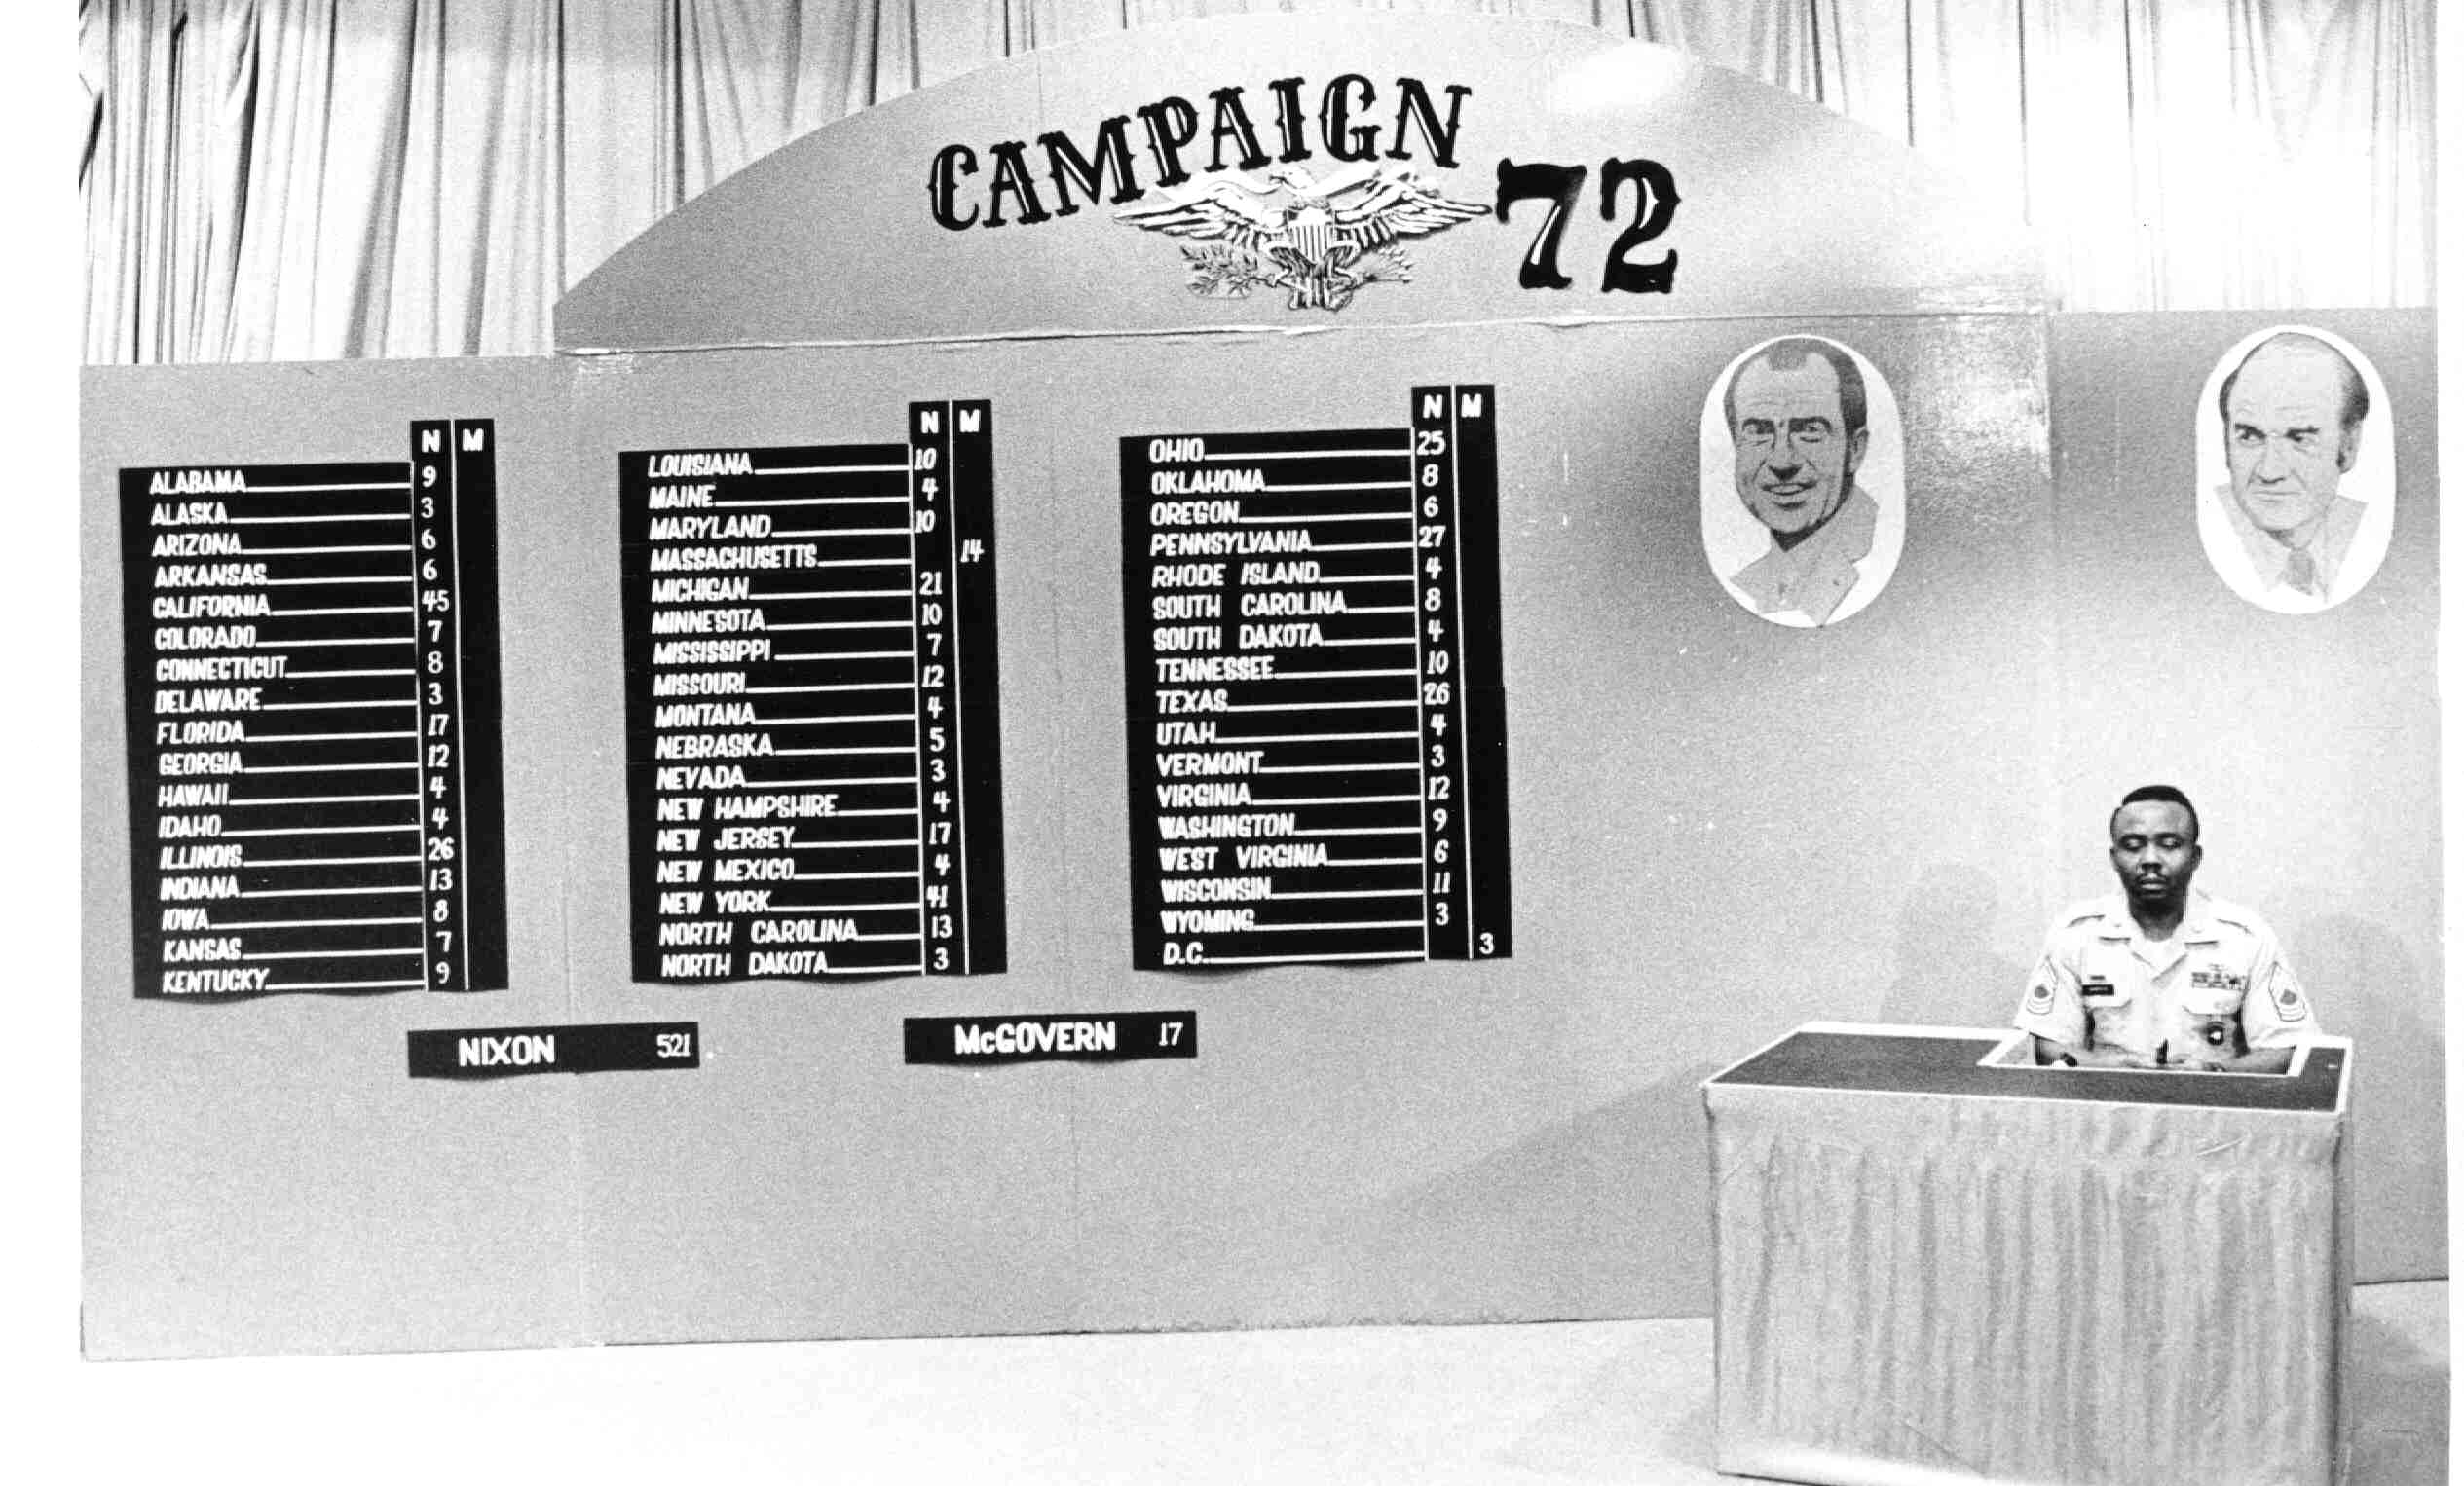 CAMPAIGN 72
N M
ALABAMA 9
ALASKA 3
ARIZONA 6
ARKANSAS 6
CALIFORNIA 45
COLORADO 7
CONNECTICUT 8
DELAWARE 3
FLORIDA 17
GEORGIA 12
HAWAII 4
IDAHO 4
ILLINOIS 26
INDIANA 13
IOWA 8
KANSAS 7
KENTUCKY 9
N M
LOUISIANA 10
MAINE 4
MARYLAND 10
MASSACHUSETTS 14
MICHIGAN 21
MINNESOTA 10
MISSISSIPPI 7
MISSOURI 12
MONTANA 4
NEBRASKA 5
NEVADA 3
NEW HAMPSHIRE 4
NEW JERSEY 17
NEW MEXICO 4
NEW YORK 41
NORTH CAROLINA 13
NORTH DAKOTA 3
N M
OHIO 25
OKLAHOMA 8
OREGON 6
PENNSYLVANIA 27
RHODE ISLAND 4
SOUTH CAROLINA 8
SOUTH DAKOTA 4
TENNESSEE 10
TEXAS 26
UTAH 4
VERMONT 3
VIRGINIA 12
WASHINGTON 9
WEST VIRGINIA 6
WISCONSIN 11
WYOMING 3
D.C. 3
NIXON 521
McGOVERN 17